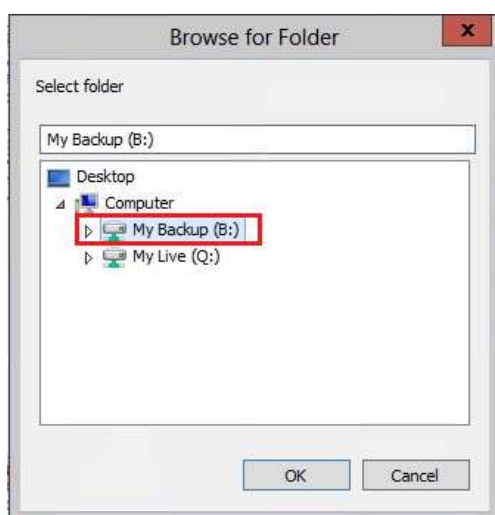 Browse for Folder
x
Select folder
My Backup (B:)
Desktop
Computer
My Backup (B:)
My Live (Q:)
OK Cancel